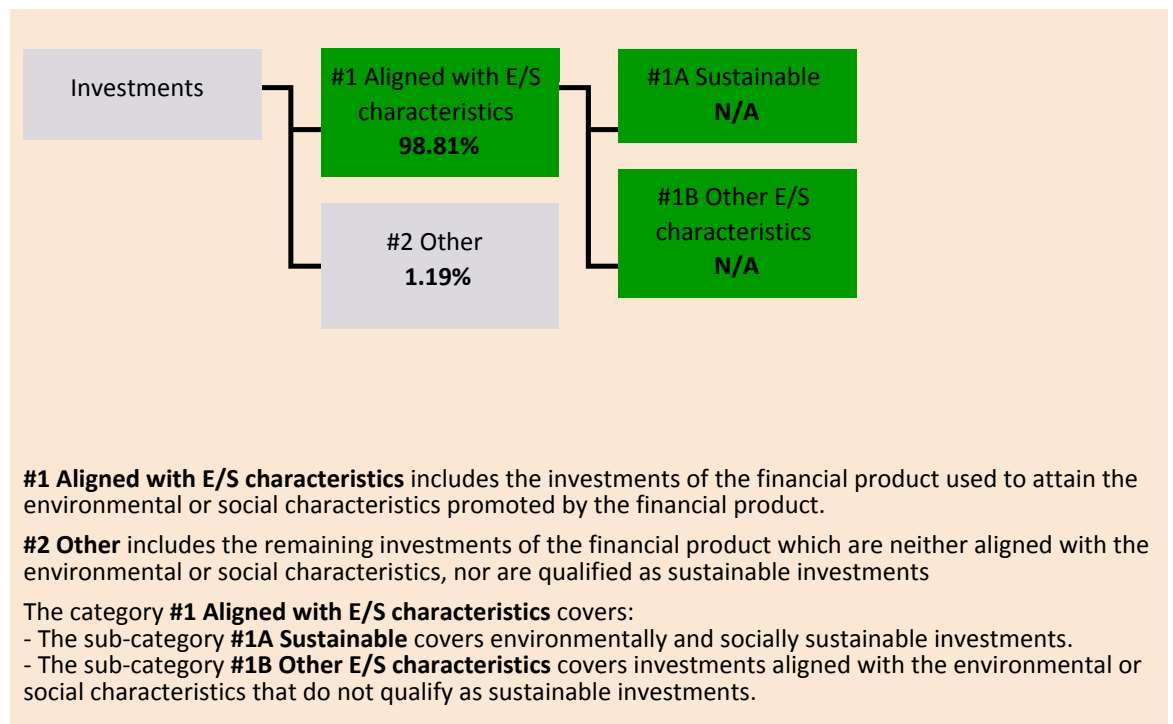 Investments
#1 Aligned with E/S
characteristics
98.81%
#1A Sustainable
N/A
#2 Other
1.19%
#1B Other E/S
characteristics
N/A
#1 Aligned with E/S characteristics includes the investments of the financial product used to attain the
environmental or social characteristics promoted by the financial product.
#2 Other includes the remaining investments of the financial product which are neither aligned with the
environmental or social characteristics, nor are qualified as sustainable investments
The category #1 Aligned with E/S characteristics covers:
- The sub-category #1A Sustainable covers environmentally and socially sustainable investments.
- The sub-category #1B Other E/S characteristics covers investments aligned with the environmental or
social characteristics that do not qualify as sustainable investments.